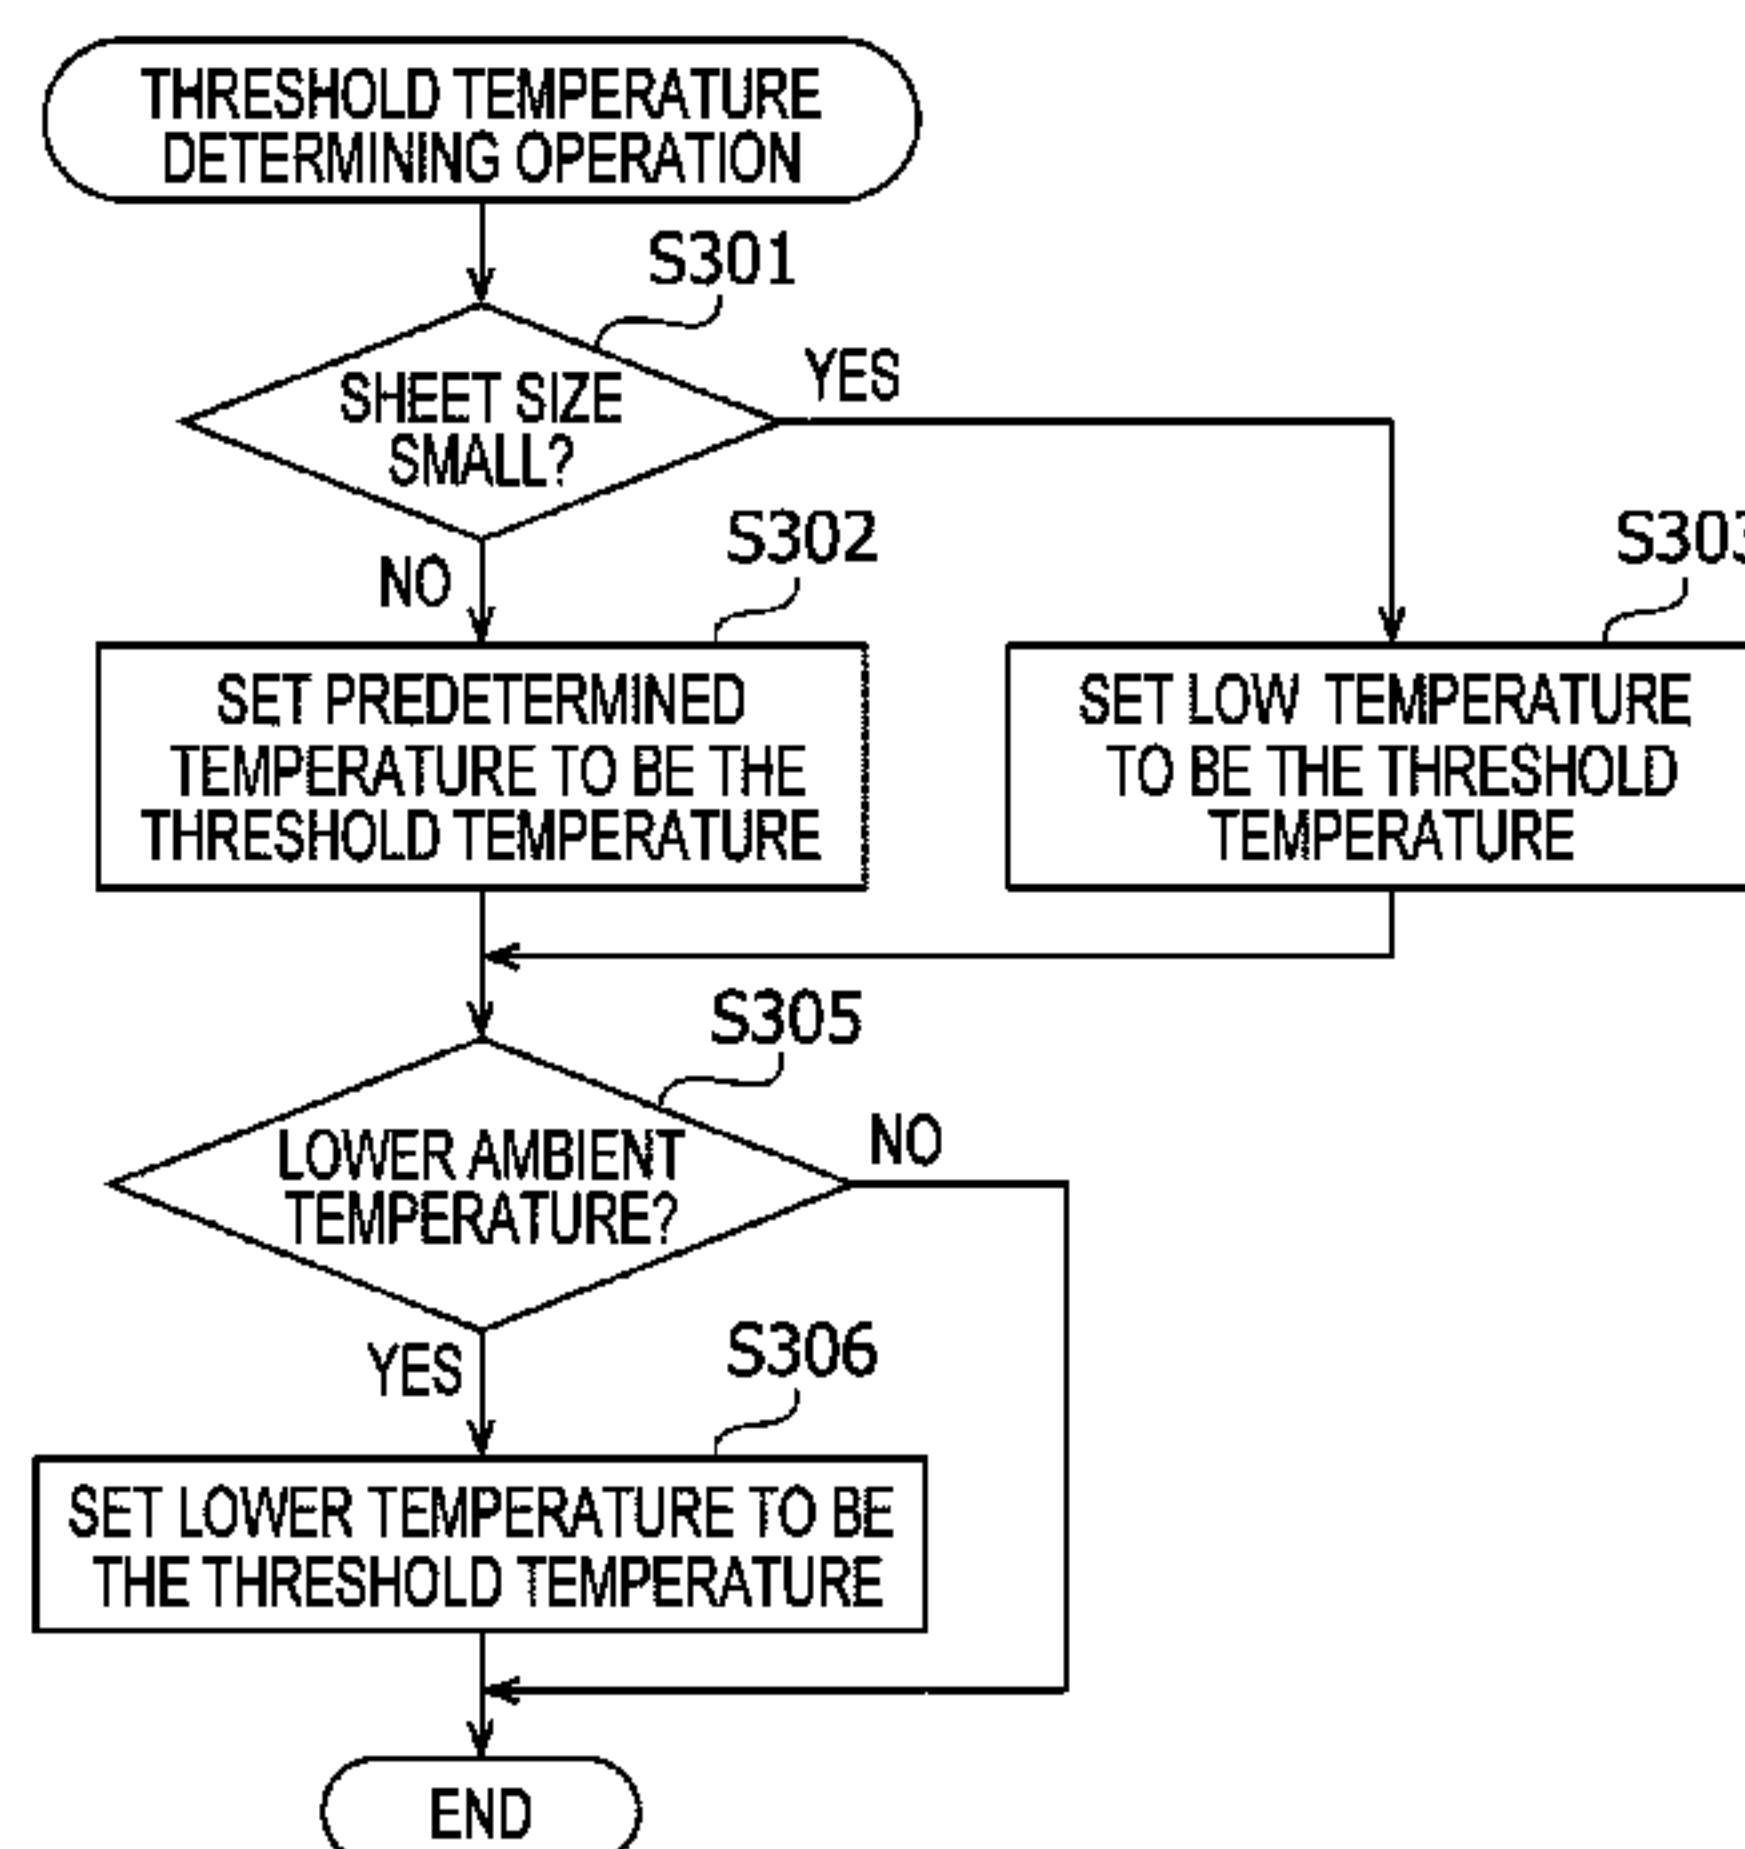 THRESHOLD TEMPERATURE
DETERMINING OPERATION
S301
SHEET SIZE
SMALL?
YES
NO
S302
SET PREDETERMINED
TEMPERATURE TO BE THE
THRESHOLD TEMPERATURE
S303
SET LOW TEMPERATURE
TO BE THE THRESHOLD
TEMPERATURE
S305
LOWER AMBIENT
TEMPERATURE?
NO
YES
S306
SET LOWER TEMPERATURE TO BE
THE THRESHOLD TEMPERATURE
END